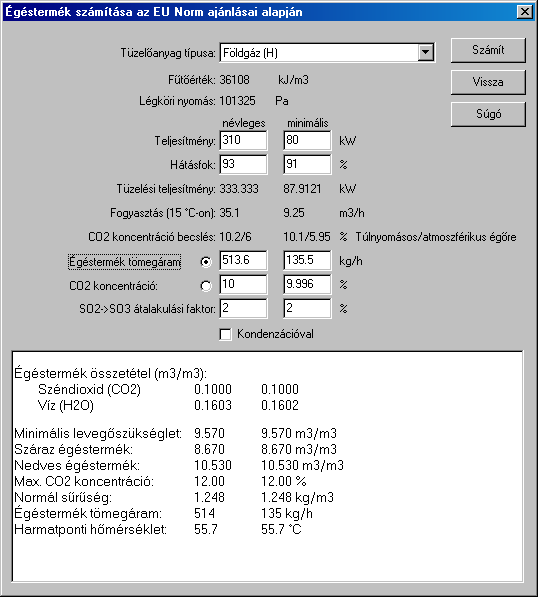 Égéstermék számítása az EU Norm ajánlásai alapján
Tüzelőanyag típusa: Földgáz (H) Számít
Fűtőérték: 36108 kJ/m3 Vissza
Légköri nyomás: 101325 Pa Súgó
névleges minimális
Teljesítmény: 310 80 kW
Hátásfok: 93 91 %
Tüzelési teljesítmény: 333.333 87.9121 kW
Fogyasztás (15 °C-on): 35.1 9.25 m3/h
CO2 koncentráció becslés: 10.2/6 10.1/5.95 % Túlnyomásos/atmoszférikus égőre
Égéstermék tömegáram: 513.6 135.5 kg/h
CO2 koncentráció: 10 9.996 %
SO2->SO3 átalakulási faktor: 2 2 %
Kondenzációval
Égéstermék összetétel (m3/m3):
Széndioxid (CO2) 0.1000 0.1000
Víz (H2O) 0.1603 0.1602
Minimális levegőszükséglet: 9.570 9.570 m3/m3
Száraz égéstermék: 8.670 8.670 m3/m3
Nedves égéstermék: 10.530 10.530 m3/m3
Max. CO2 koncentráció: 12.00 12.00 %
Normál sűrűség: 1.248 1.248 kg/m3
Égéstermék tömegáram: 514 135 kg/h
Harmatponti hőmérséklet: 55.7 55.7 °C